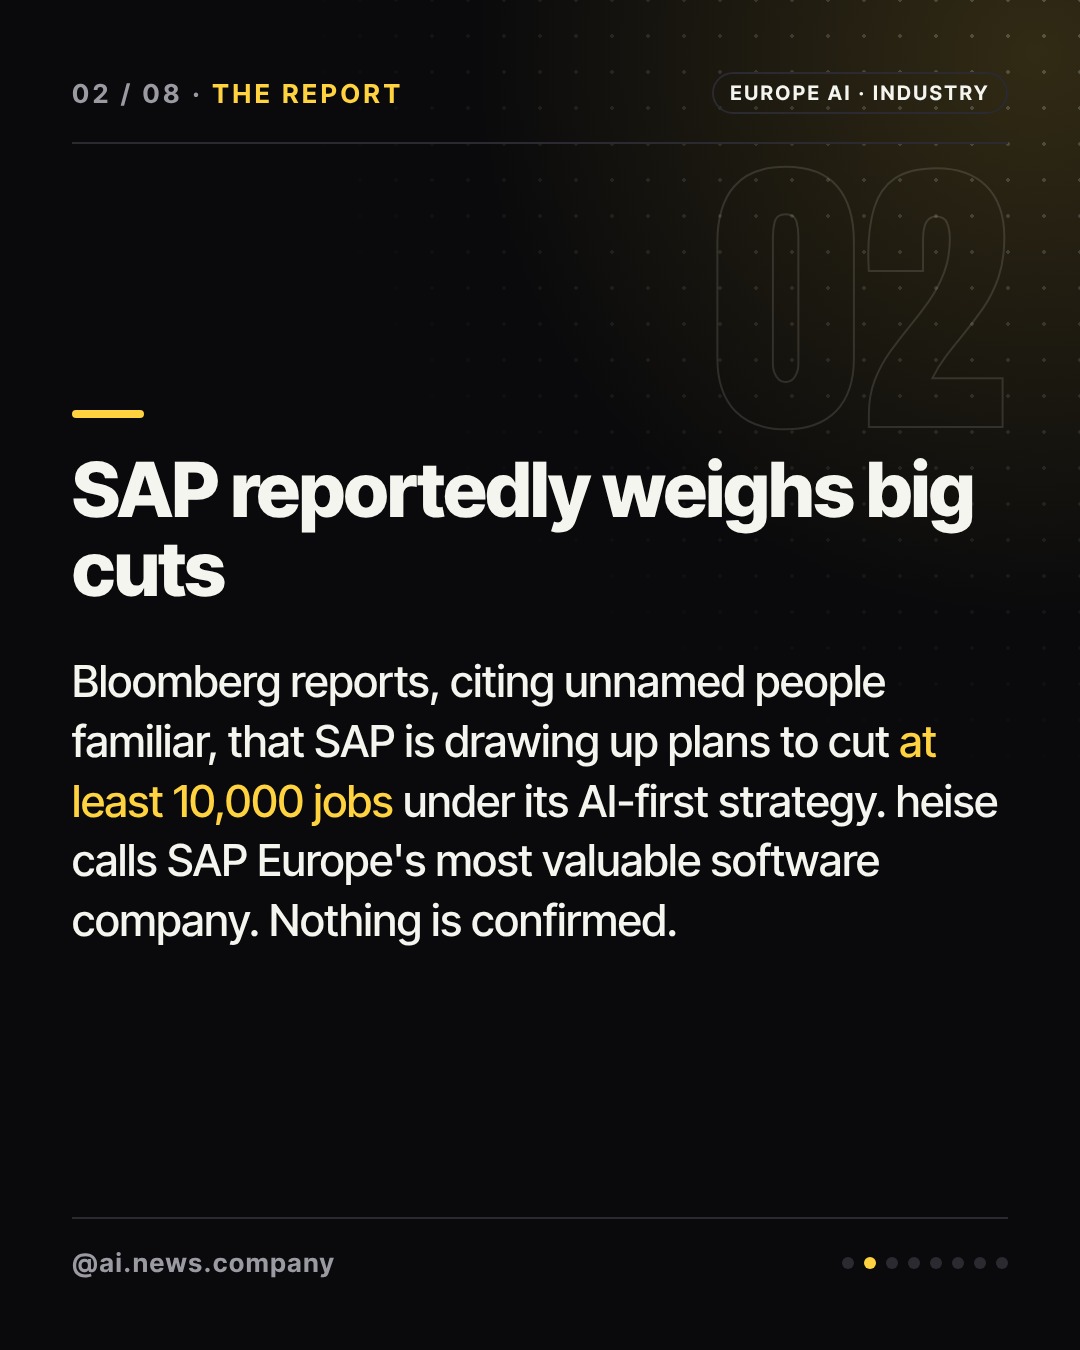 02 / 08 · THE REPORT
EUROPE AI · INDUSTRY
02
SAP reportedly weighs big
cuts
Bloomberg reports, citing unnamed people
familiar, that SAP is drawing up plans to cut at
least 10,000 jobs under its AI-first strategy. heise
calls SAP Europe's most valuable software
company. Nothing is confirmed.
@ai.news.company